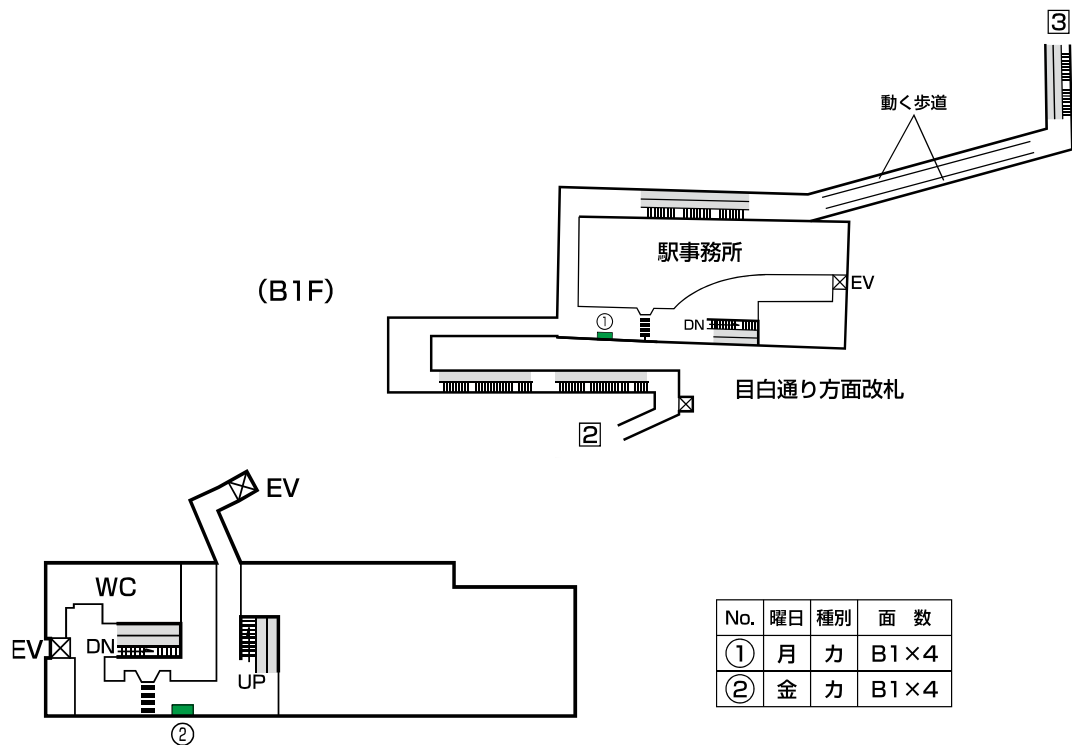 3
動く歩道
駅事務所
EV
(B1F)
①
DN
目白通り方面改札
2
EV
WC
EV
DN
UP
②
No. 曜日 種別 面 数
① 月 カ B1×4
② 金 カ B1×4